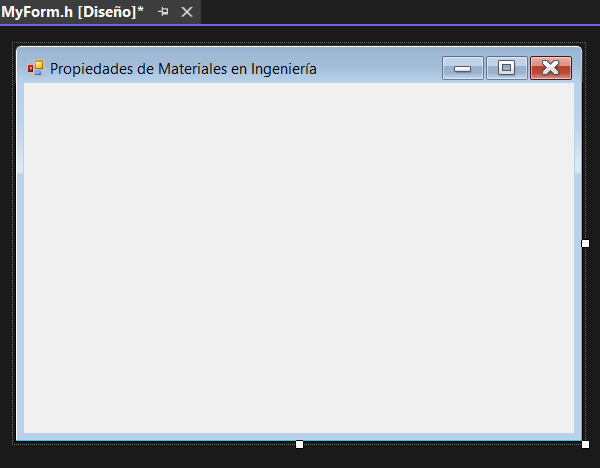 MyForm.h [Diseño]*
Propiedades de Materiales en Ingeniería